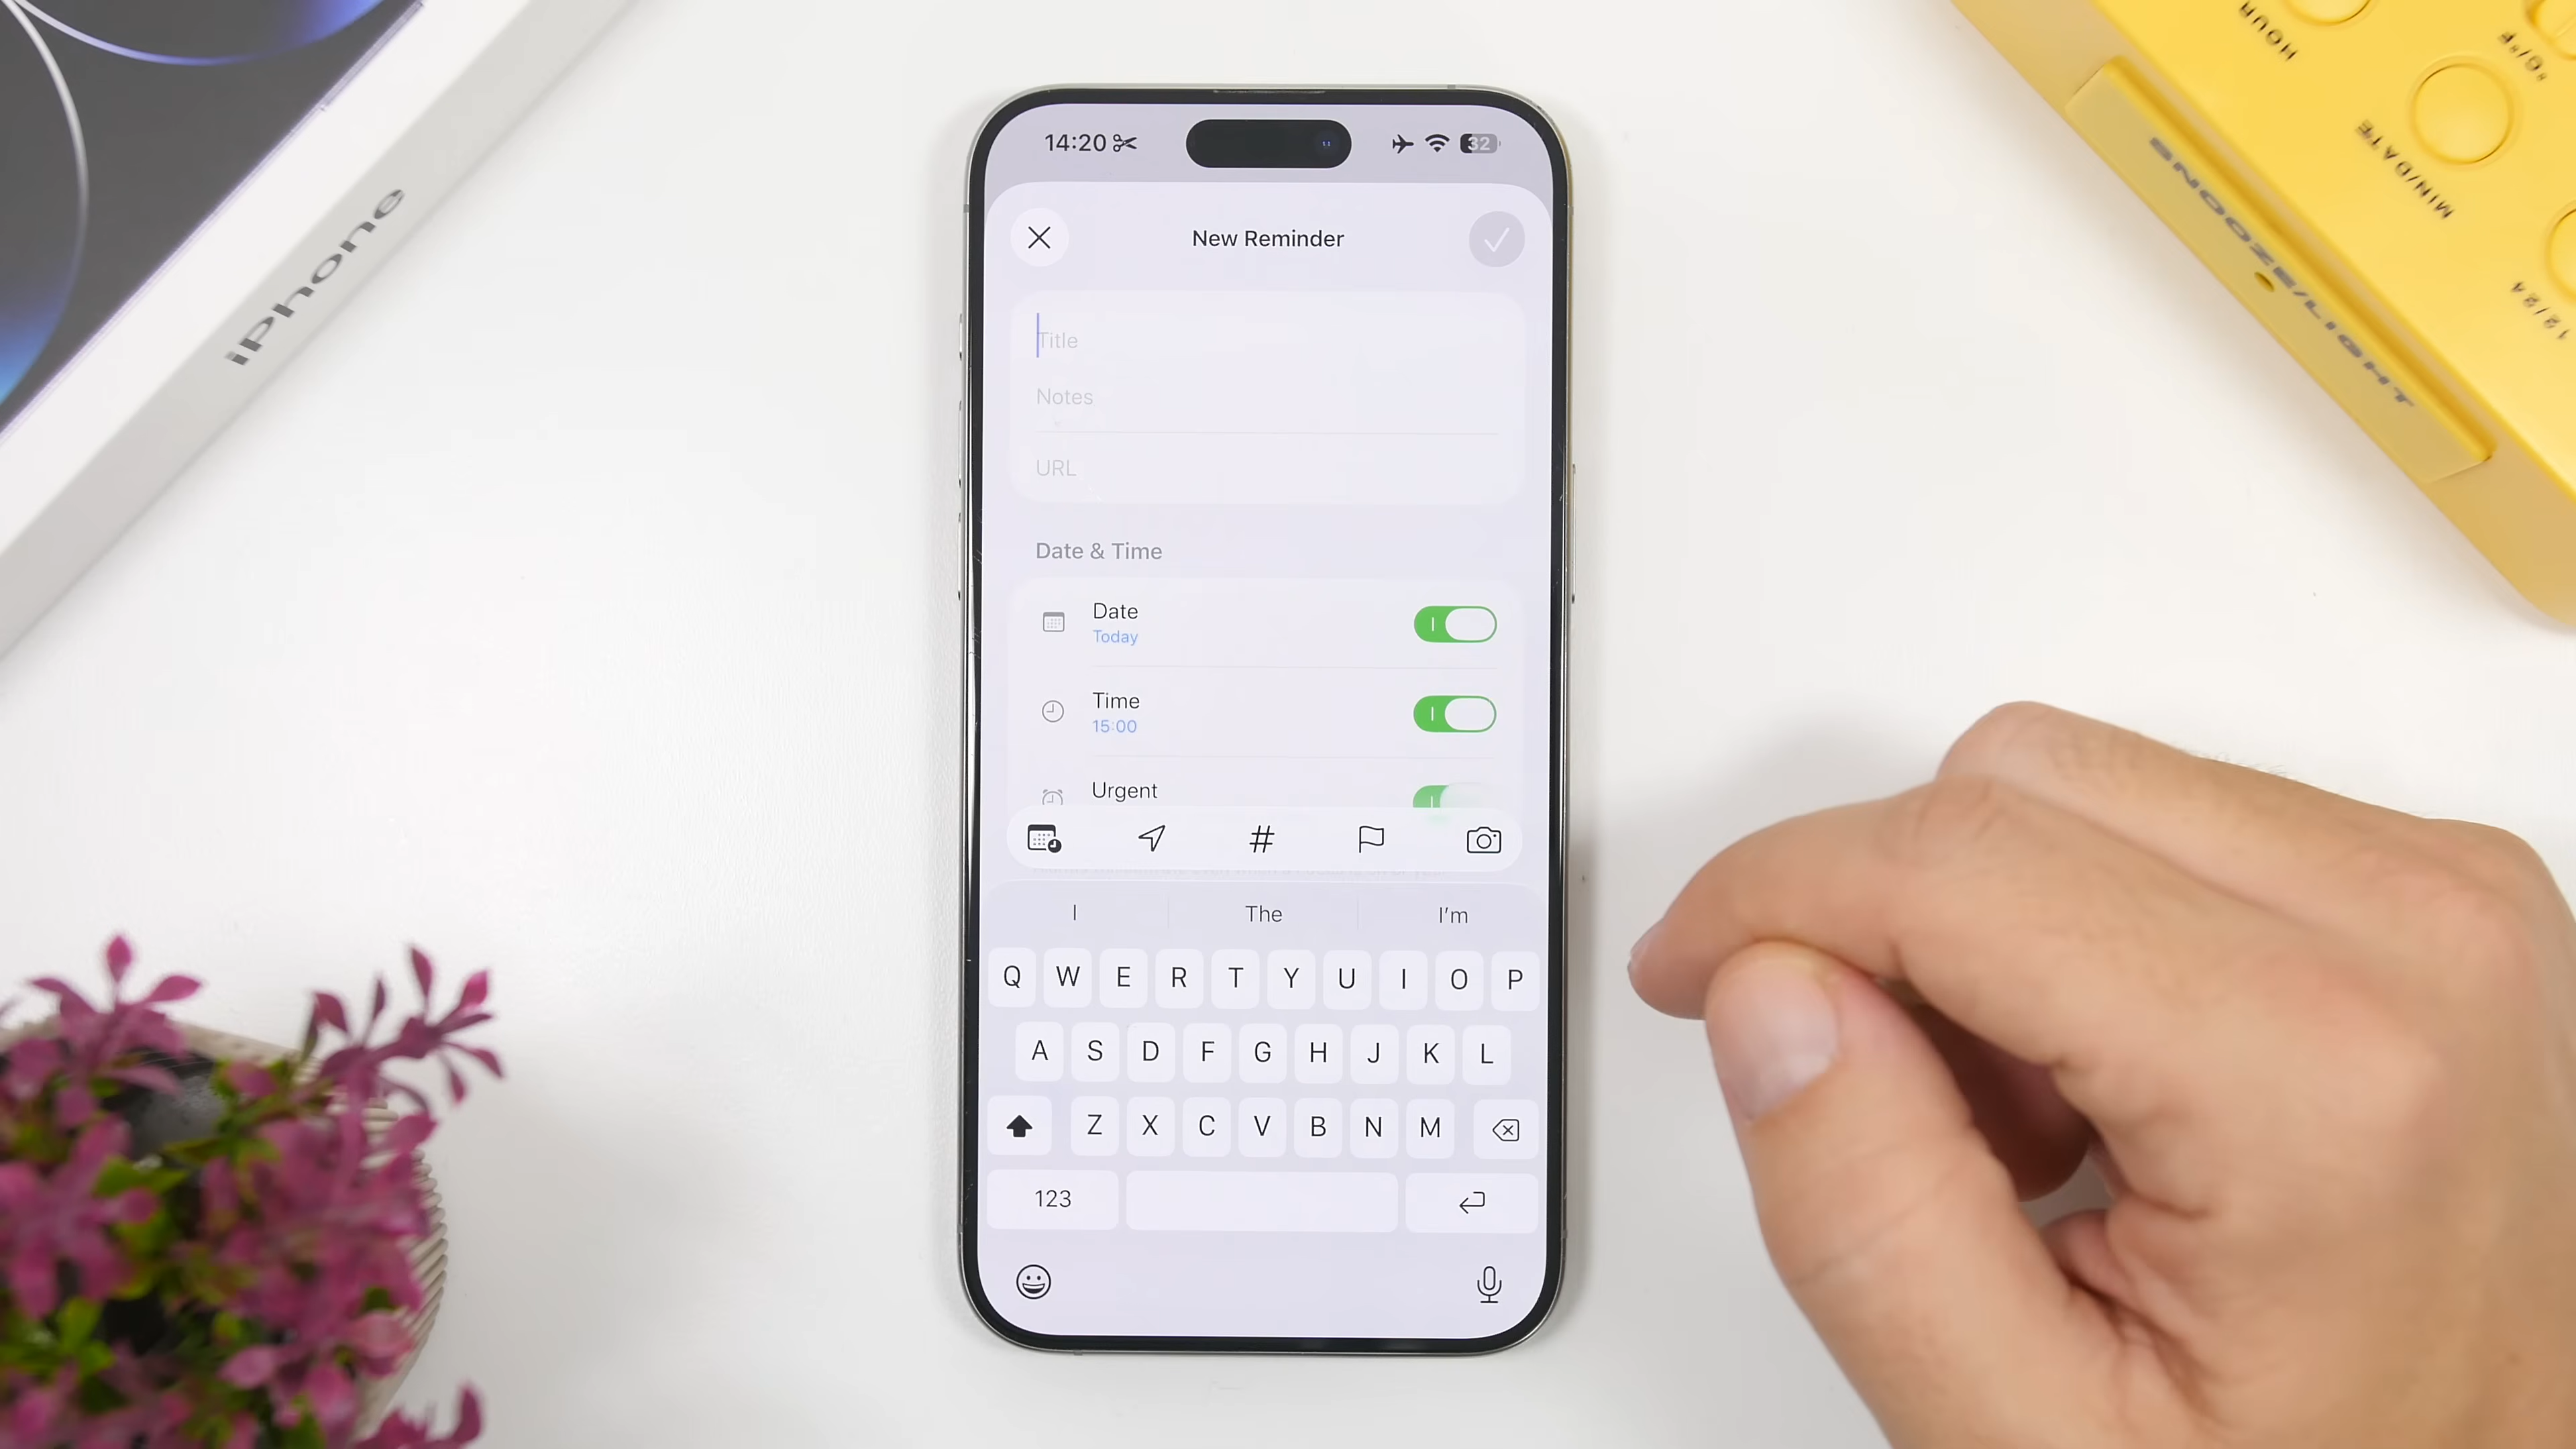 iPhone
HOUR
°C/°F
MIN/DATE
SNOOZE/LIGHT
12/24
14:20
32
New Reminder
Title
Notes
URL
Date & Time
Date
Today
Time
15:00
Urgent
#
I The I'm
Q W E R T Y U I O P
A S D F G H J K L
Z X C V B N M
123